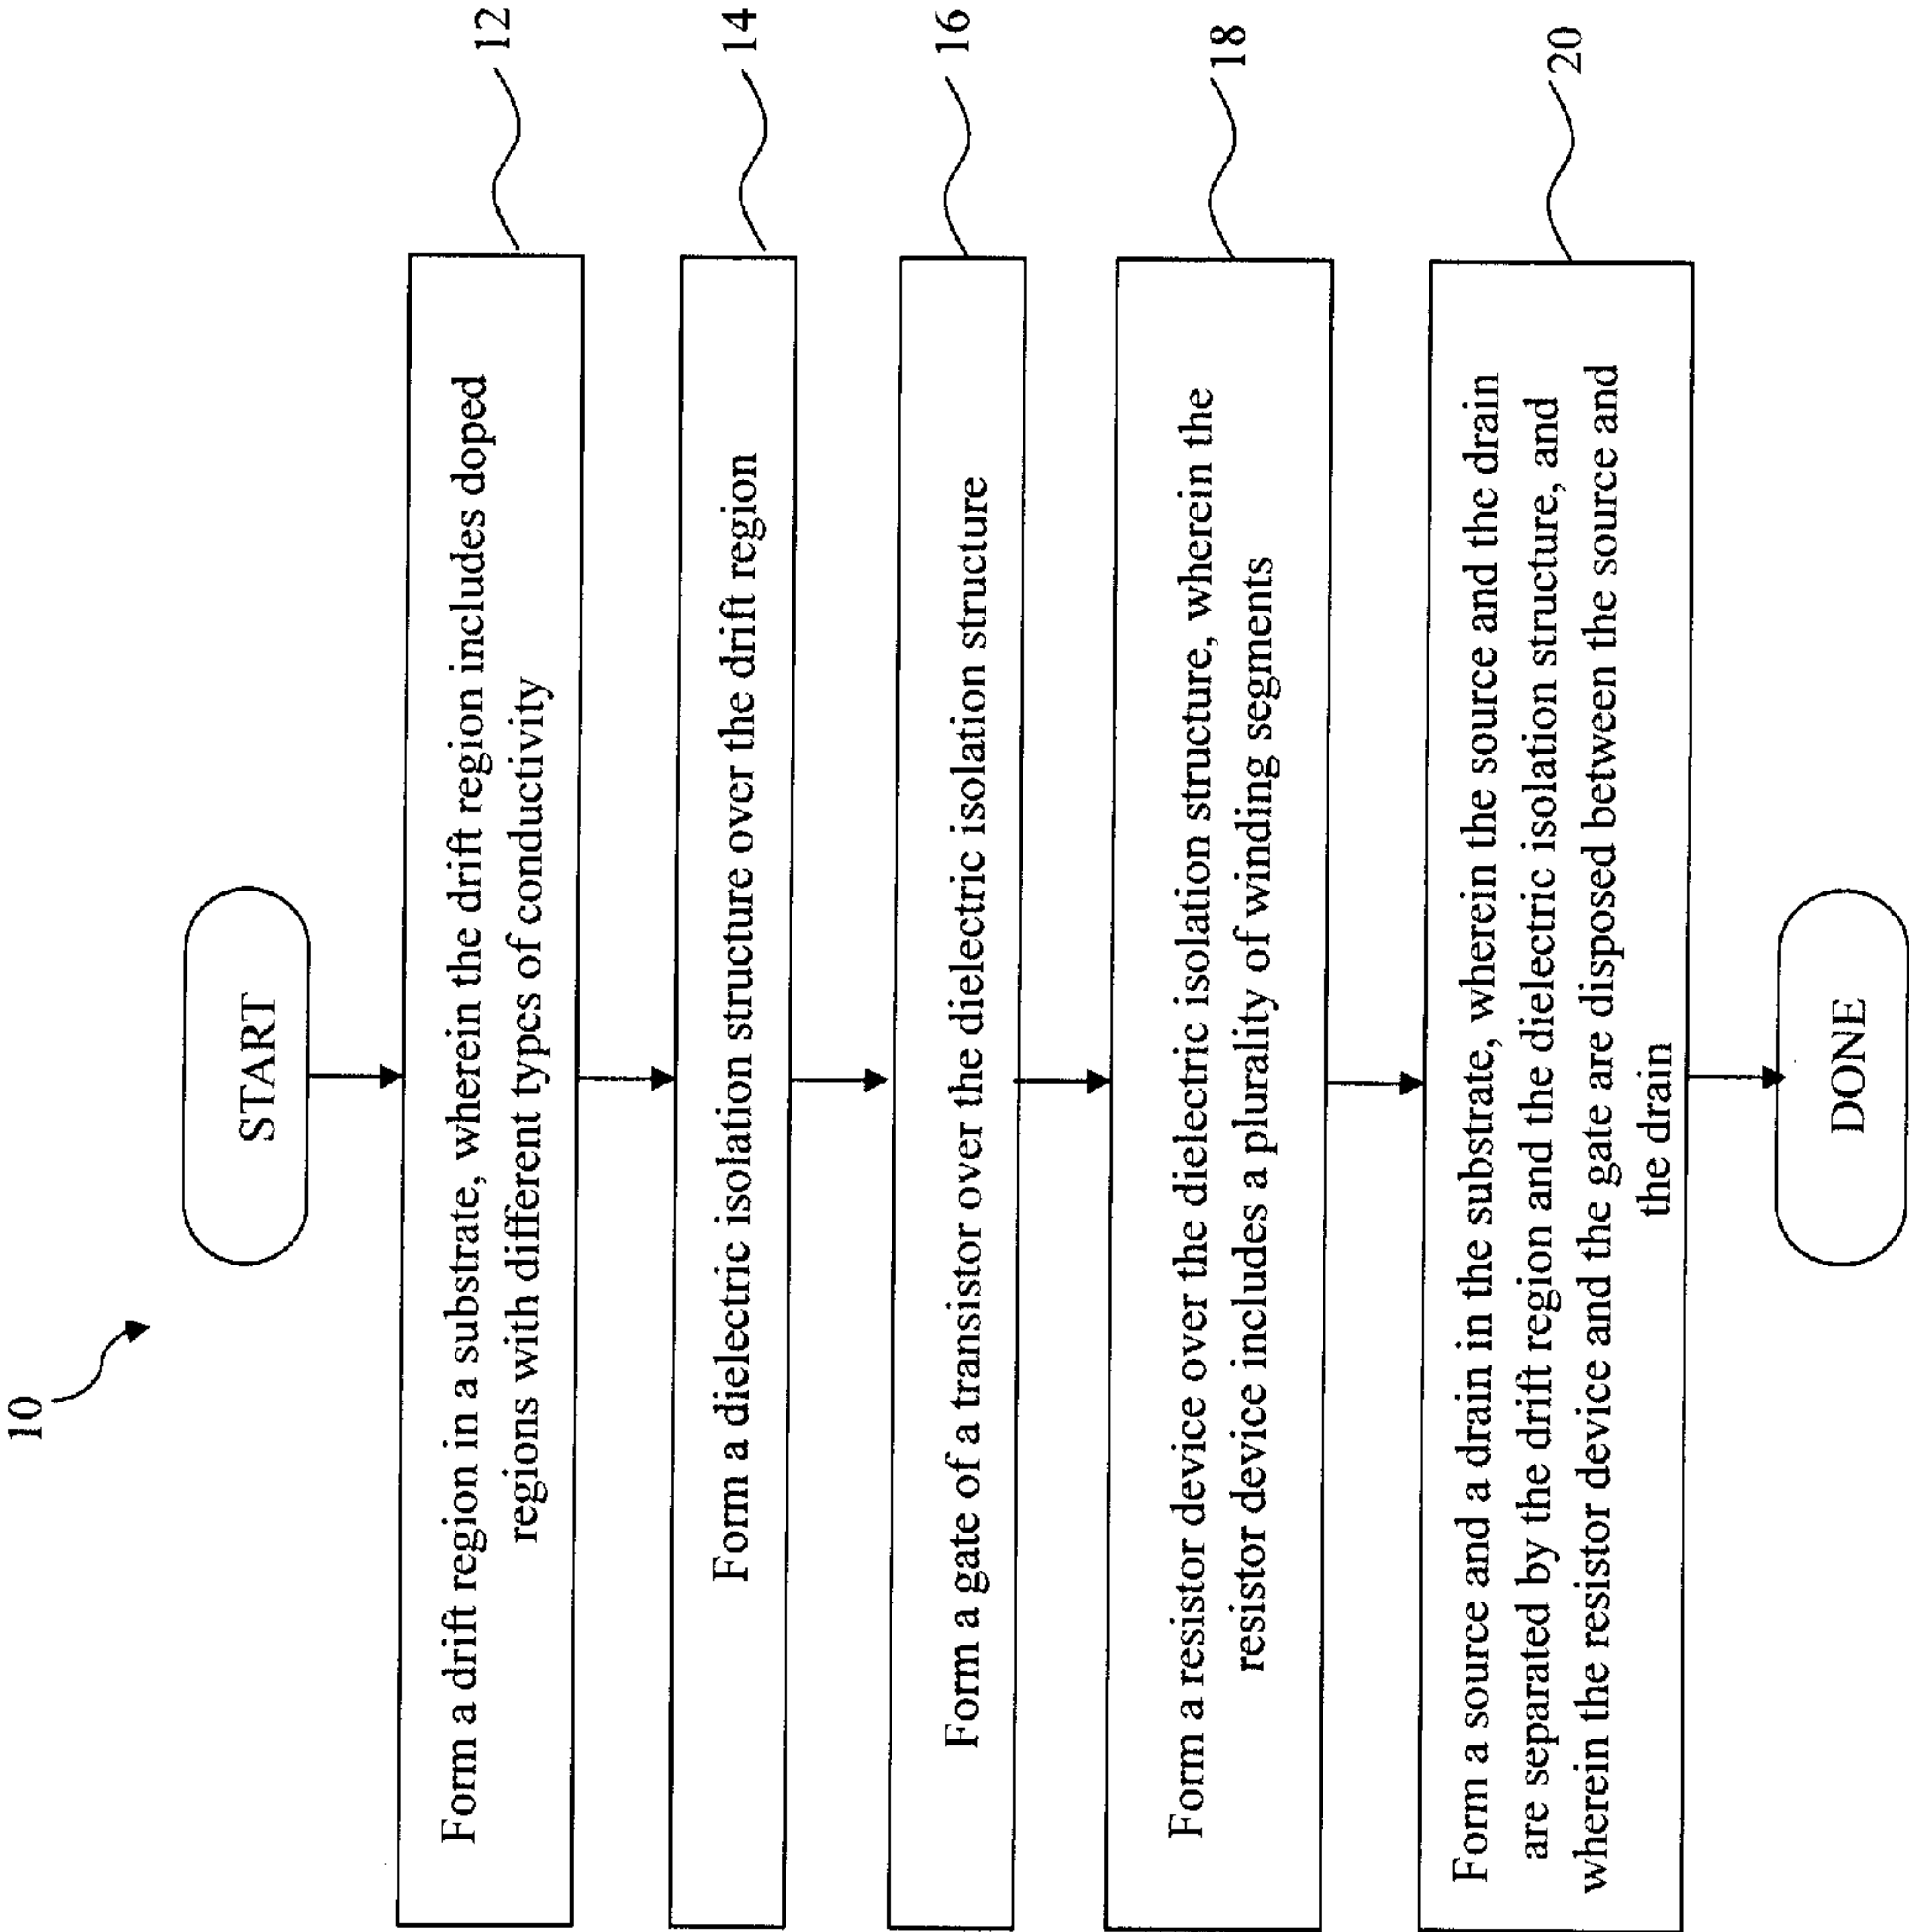 10
START
Form a drift region in a substrate, wherein the drift region includes doped
regions with different types of conductivity
12
Form a dielectric isolation structure over the drift region
14
Form a gate of a transistor over the dielectric isolation structure
16
Form a resistor device over the dielectric isolation structure, wherein the
resistor device includes a plurality of winding segments
18
Form a source and a drain in the substrate, wherein the source and the drain
are separated by the drift region and the dielectric isolation structure, and
wherein the resistor device and the gate are disposed between the source and
the drain
20
DONE